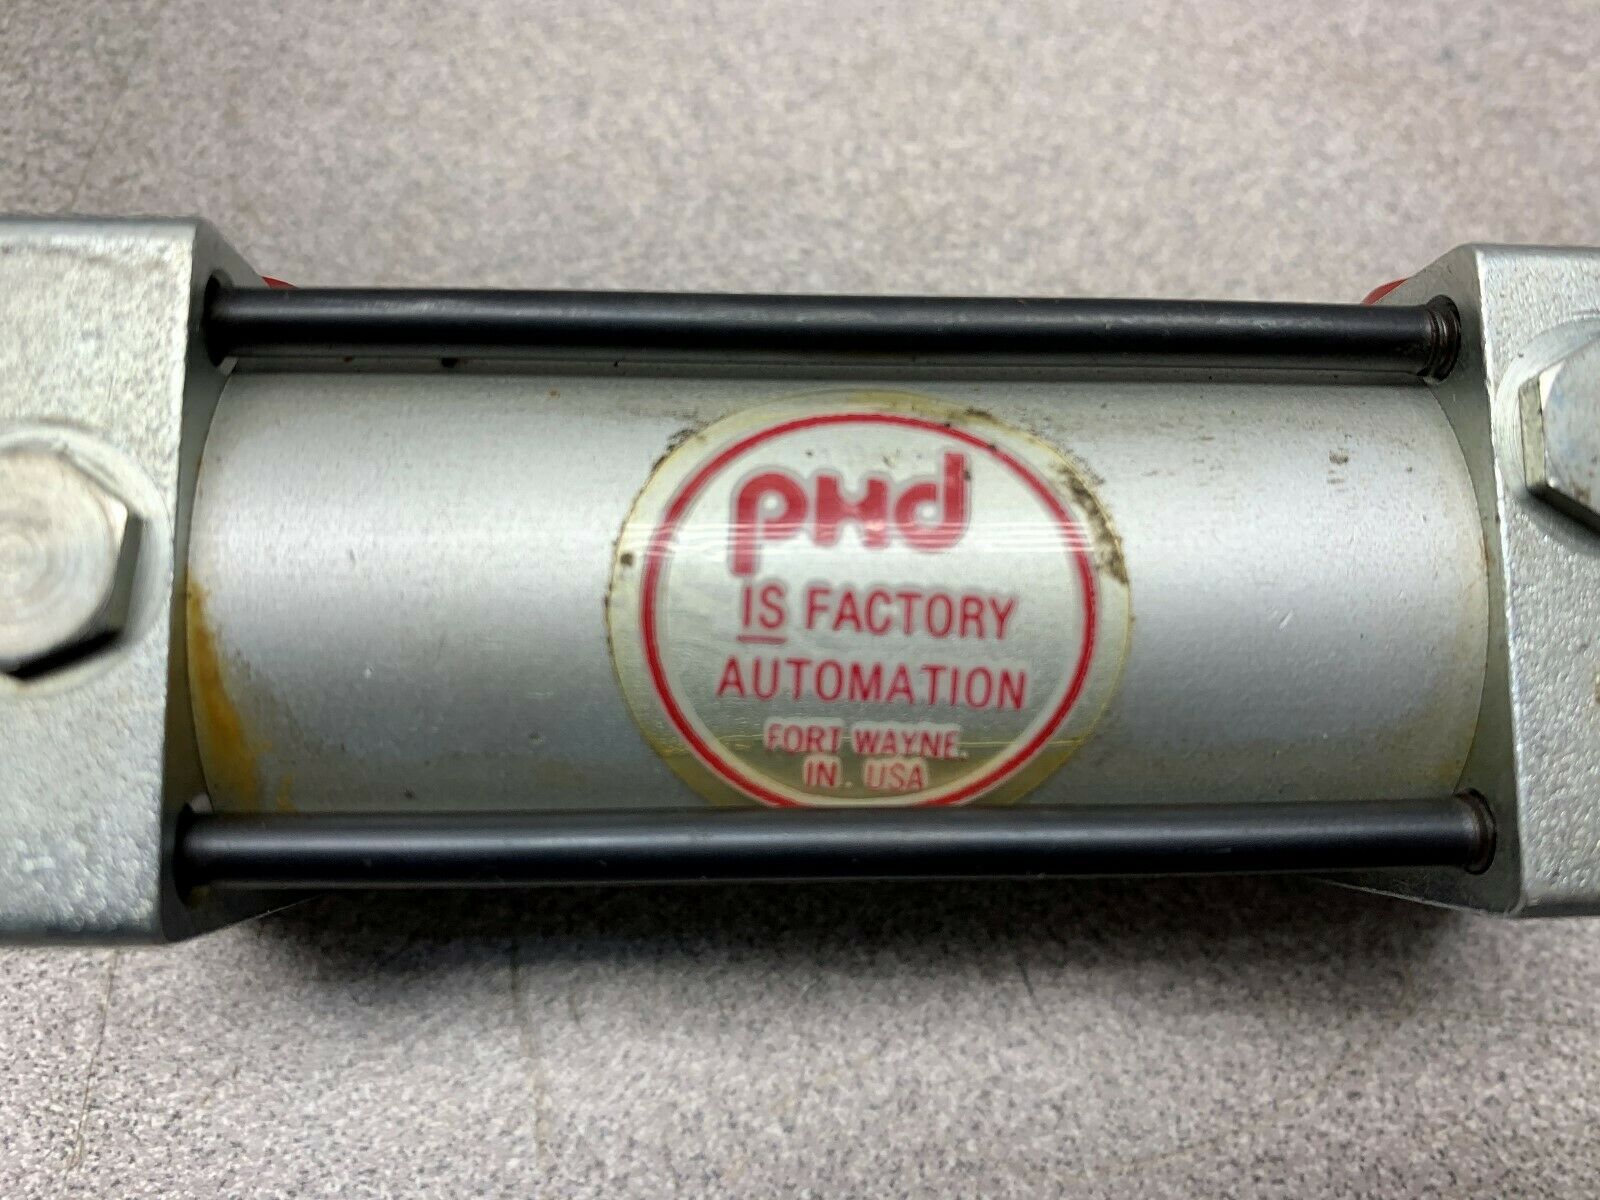 PHd
IS FACTORY
AUTOMATION
FORT WAYNE.
IN. USA